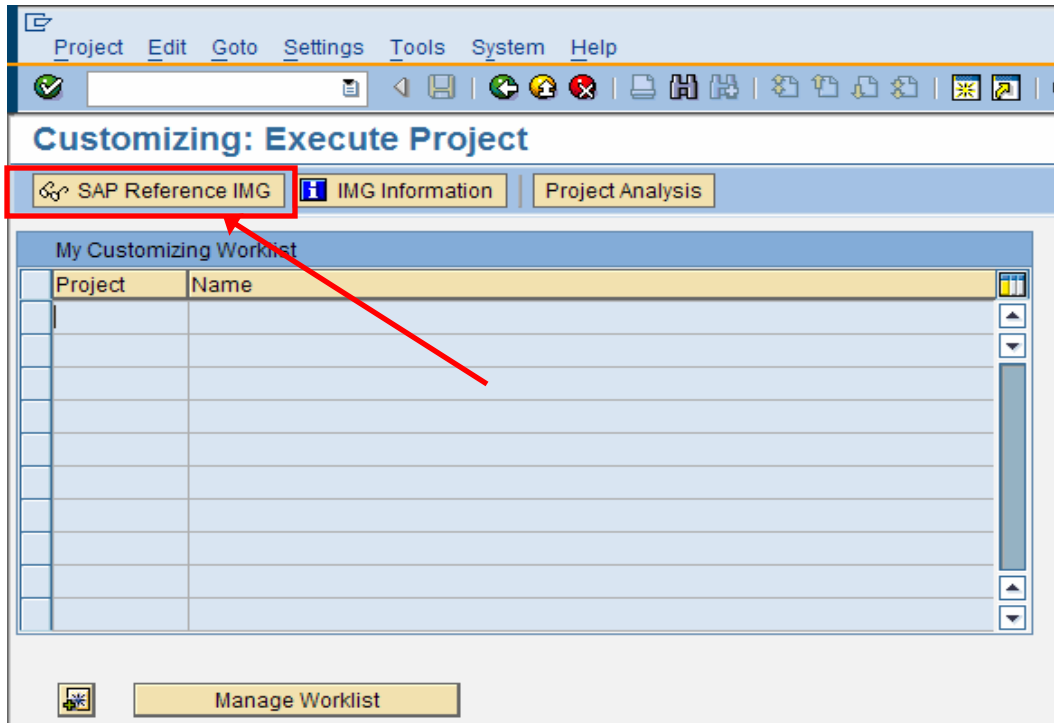 Project Edit Goto Settings Tools System Help
Customizing: Execute Project
SAP Reference IMG IMG Information Project Analysis
My Customizing Worklist
Project Name
Manage Worklist